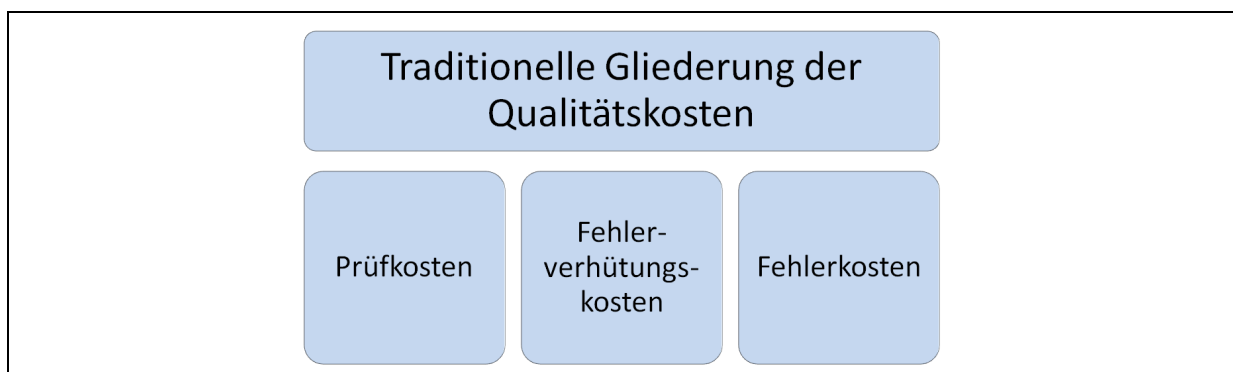 Traditionelle Gliederung der
Qualitätskosten
Prüfkosten
Fehler-
verhütungs-
kosten
Fehlerkosten